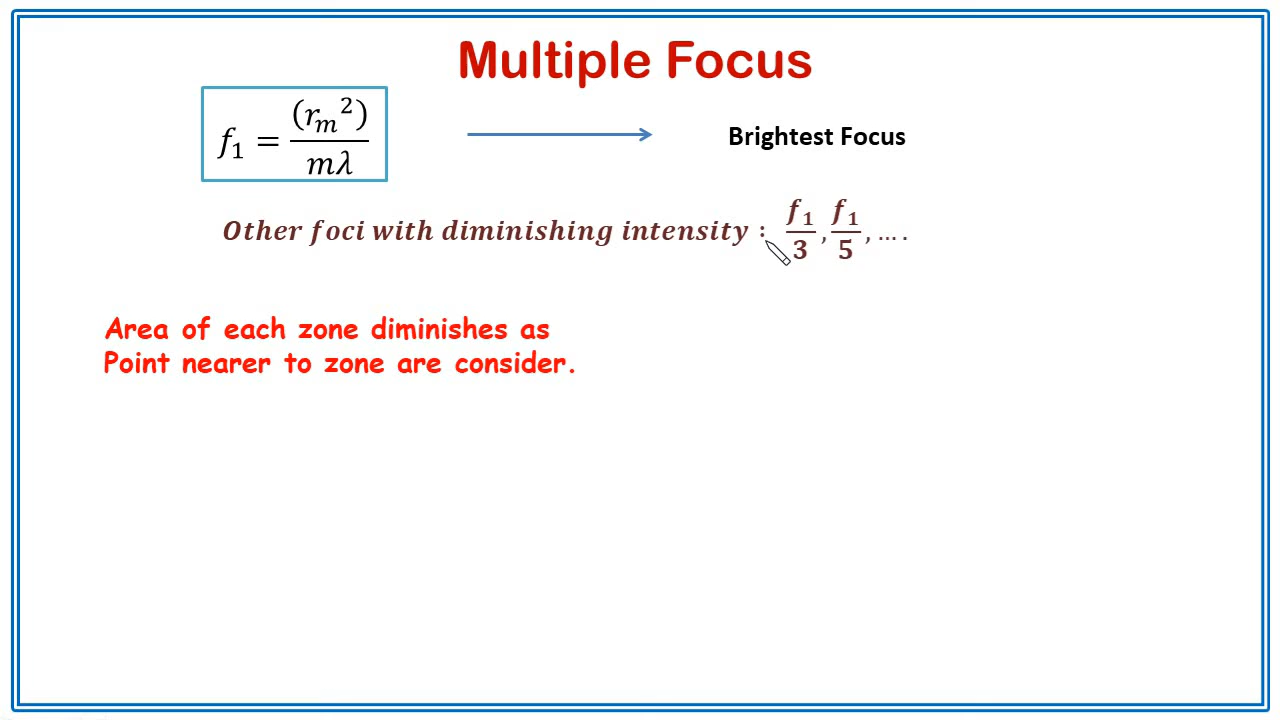 Multiple Focus
f₁ = (rₘ²) / mλ
Brightest Focus
Other foci with diminishing intensity : f₁/3 , f₁/5 , ... .
Area of each zone diminishes as
Point nearer to zone are consider.